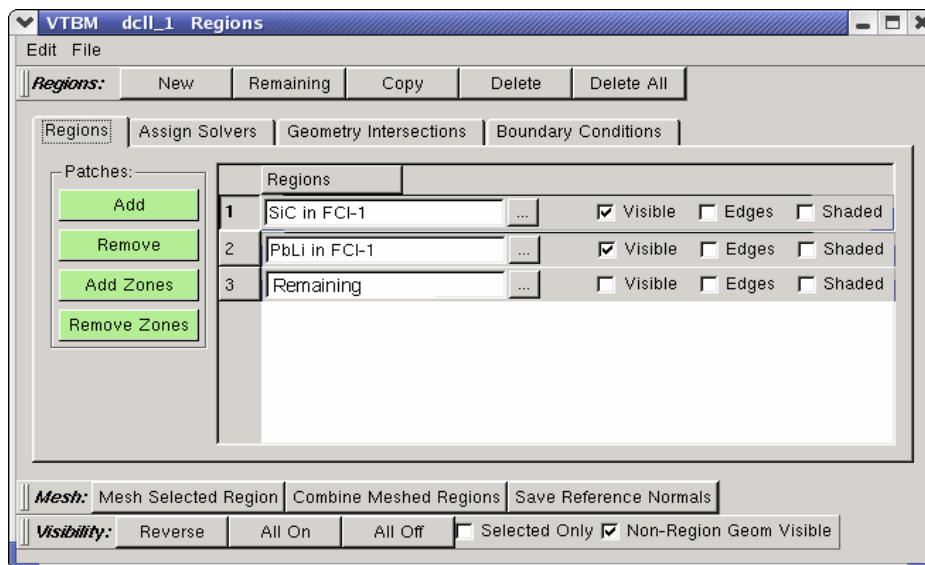 VTBM dcll_1 Regions
Edit File
Regions: New Remaining Copy Delete Delete All
Regions Assign Solvers Geometry Intersections Boundary Conditions
Patches:
Add
Remove
Add Zones
Remove Zones
Regions
1 SiC in FCI-1 ... Visible Edges Shaded
2 PbLi in FCI-1 ... Visible Edges Shaded
3 Remaining ... Visible Edges Shaded
Mesh: Mesh Selected Region Combine Meshed Regions Save Reference Normals
Visibility: Reverse All On All Off Selected Only Non-Region Geom Visible